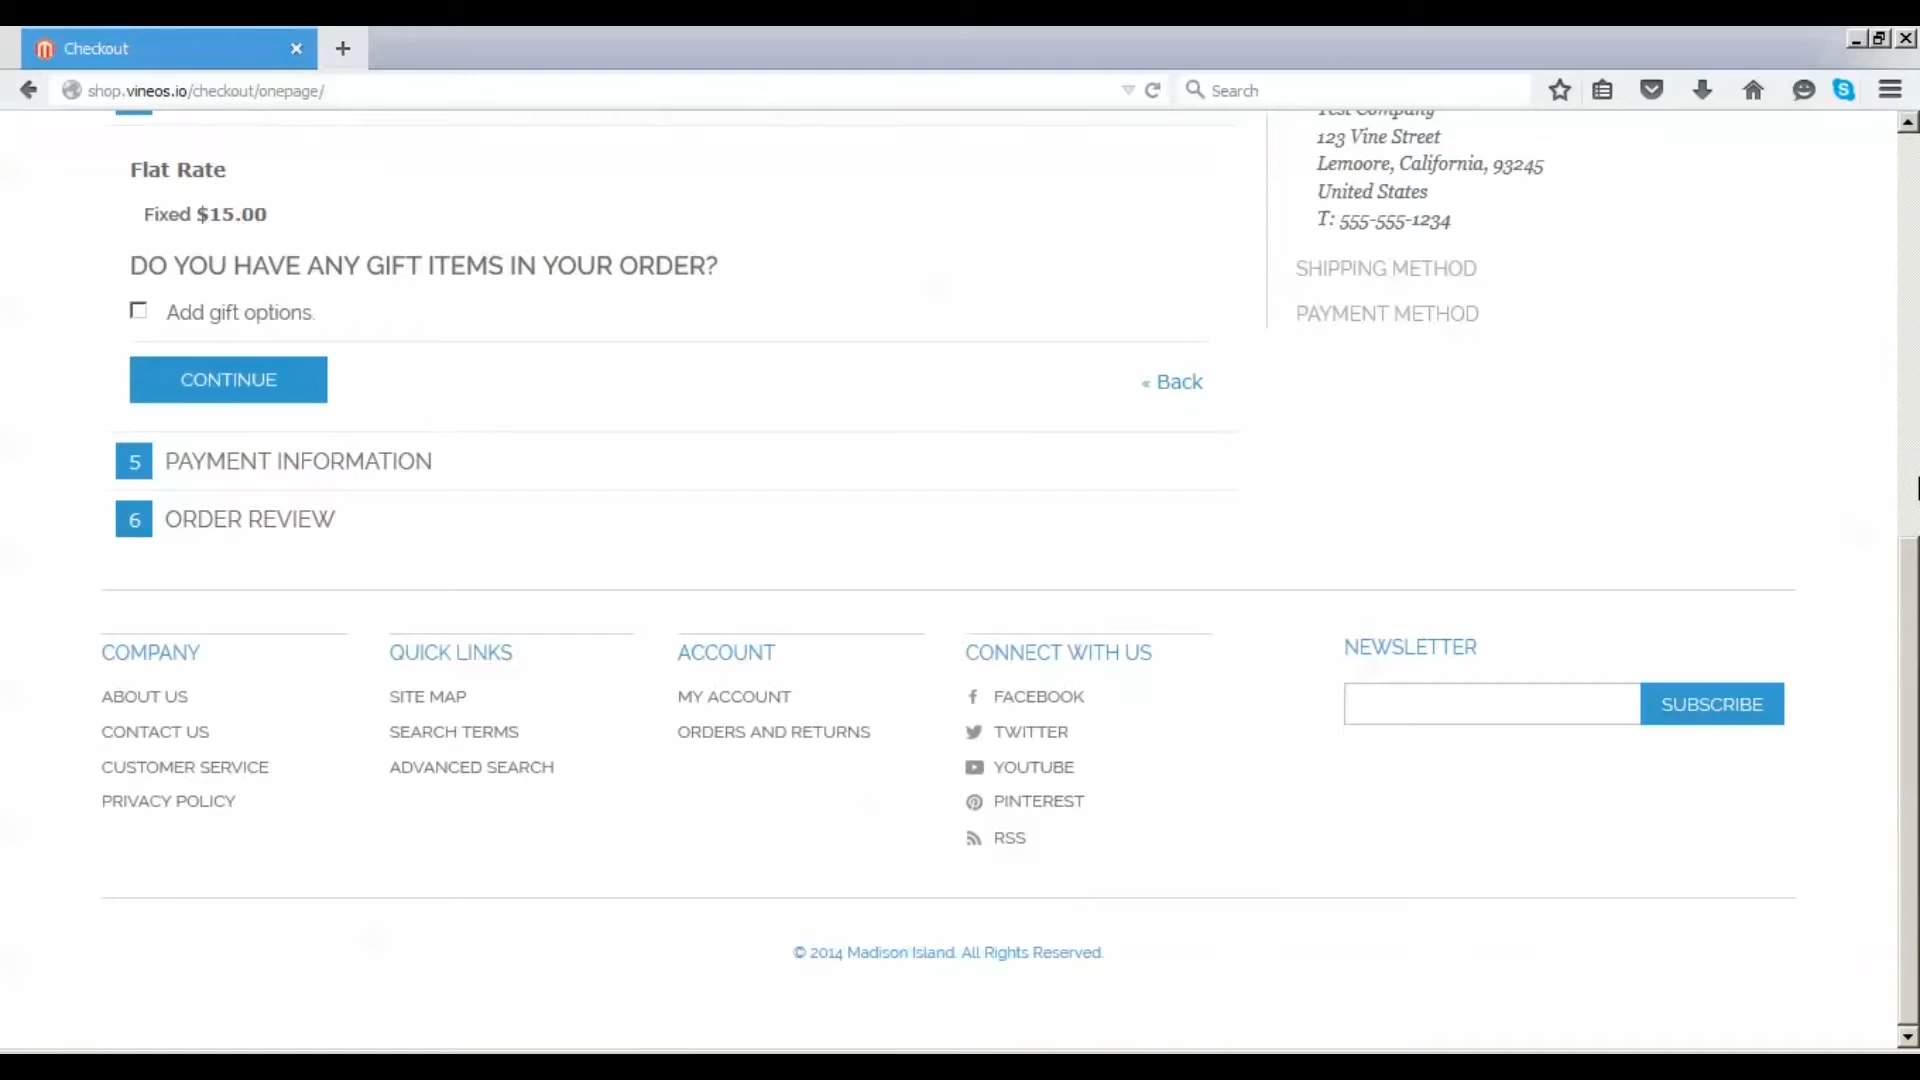 Checkout
shop.vineos.io/checkout/onepage/
Search
Test Company
123 Vine Street
Lemoore, California, 93245
United States
T: 555-555-1234
SHIPPING METHOD
PAYMENT METHOD
Flat Rate
Fixed $15.00
DO YOU HAVE ANY GIFT ITEMS IN YOUR ORDER?
Add gift options.
CONTINUE
« Back
5 PAYMENT INFORMATION
6 ORDER REVIEW
COMPANY
ABOUT US
CONTACT US
CUSTOMER SERVICE
PRIVACY POLICY
QUICK LINKS
SITE MAP
SEARCH TERMS
ADVANCED SEARCH
ACCOUNT
MY ACCOUNT
ORDERS AND RETURNS
CONNECT WITH US
FACEBOOK
TWITTER
YOUTUBE
PINTEREST
RSS
NEWSLETTER
SUBSCRIBE
© 2014 Madison Island. All Rights Reserved.